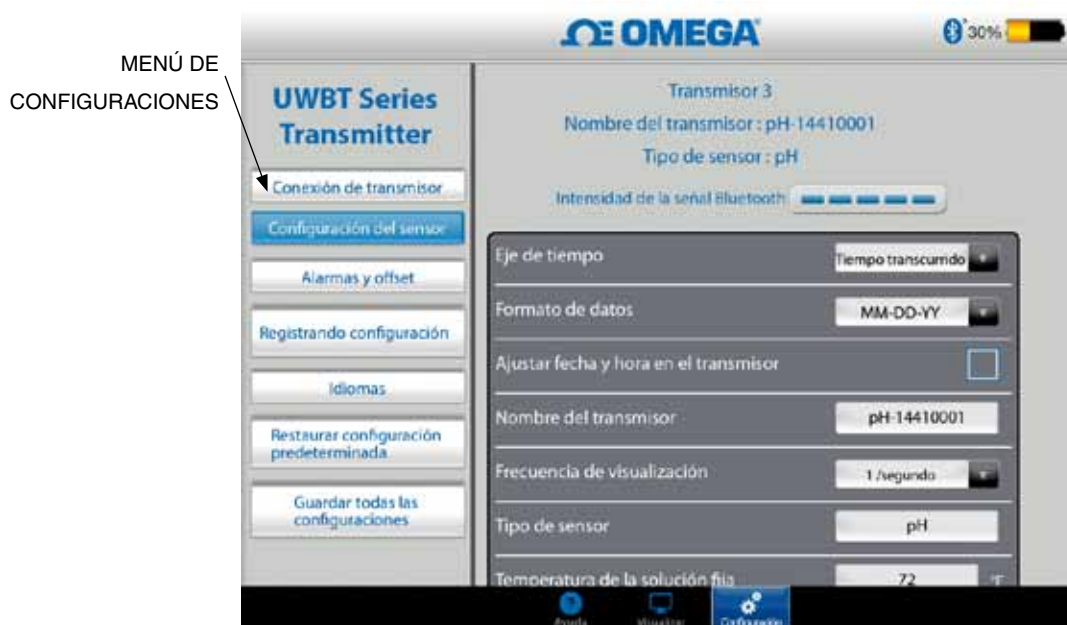 MENÚ DE
CONFIGURACIONES
OMEGA
30%
UWBT Series
Transmitter
Conexión de transmisor
Configuración del sensor
Alarmas y offset
Registrando configuración
Idiomas
Restaurar configuración
predeterminada
Guardar todas las
configuraciones
Transmisor 3
Nombre del transmisor : pH-14410001
Tipo de sensor : pH
Intensidad de la señal Bluetooth
Eje de tiempo
Tiempo transcurrido
Formato de datos
MM-DD-YY
Ajustar fecha y hora en el transmisor
Nombre del transmisor
pH-14410001
Frecuencia de visualización
1 /segundo
Tipo de sensor
pH
Temperatura de la solución fija
72
°F
Ayuda
Visualizar
Configuración